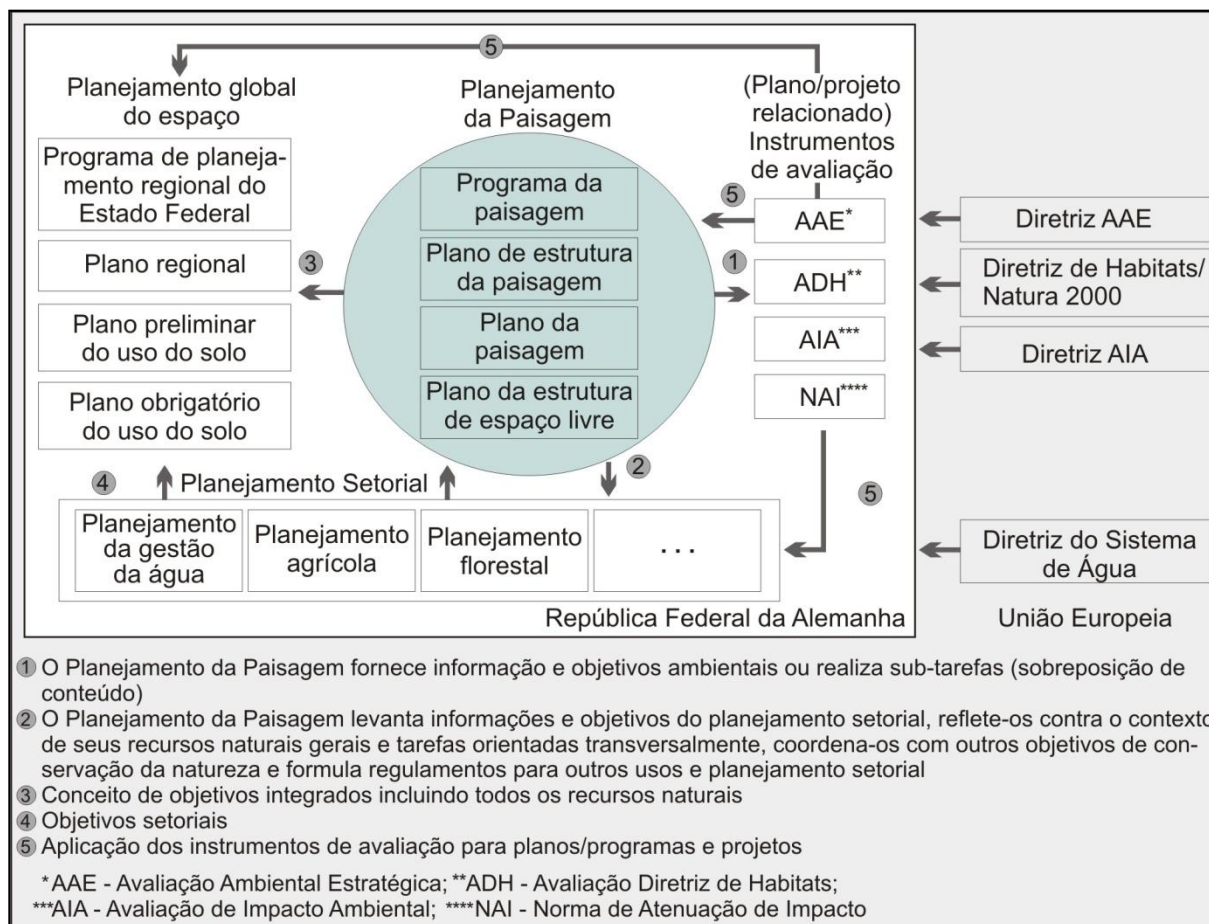 5
Planejamento global
do espaço
Programa de planeja-
mento regional do
Estado Federal
Plano regional
Plano preliminar
do uso do solo
Plano obrigatório
do uso do solo
3
Planejamento
da Paisagem
Programa da
paisagem
Plano de estrutura
da paisagem
Plano da
paisagem
Plano da estrutura
de espaço livre
(Plano/projeto
relacionado)
Instrumentos
de avaliação
5
AAE*
1
ADH**
AIA***
NAI****
Diretriz AAE
Diretriz de Habitats/
Natura 2000
Diretriz AIA
4
Planejamento Setorial
2
5
Planejamento
da gestão
da água
Planejamento
agrícola
Planejamento
florestal
. . .
Diretriz do Sistema
de Água
República Federal da Alemanha
União Europeia
1 O Planejamento da Paisagem fornece informação e objetivos ambientais ou realiza sub-tarefas (sobreposição de
conteúdo)
2 O Planejamento da Paisagem levanta informações e objetivos do planejamento setorial, reflete-os contra o contexto
de seus recursos naturais gerais e tarefas orientadas transversalmente, coordena-os com outros objetivos de con-
servação da natureza e formula regulamentos para outros usos e planejamento setorial
3 Conceito de objetivos integrados incluindo todos os recursos naturais
4 Objetivos setoriais
5 Aplicação dos instrumentos de avaliação para planos/programas e projetos
*AAE - Avaliação Ambiental Estratégica; **ADH - Avaliação Diretriz de Habitats;
***AIA - Avaliação de Impacto Ambiental; ****NAI - Norma de Atenuação de Impacto